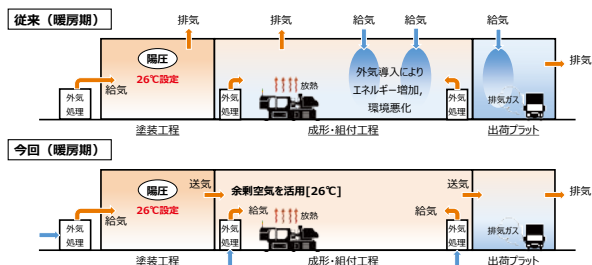 従来（暖房期）
排気
排気
給気
給気
給気
陽圧
26℃設定
外気導入により
エネルギー増加,
環境悪化
排気
給気
放熱
外気
処理
外気
処理
外気
処理
排気ガス
塗装工程
成形・組付工程
出荷プラット
今回（暖房期）
陽圧
26℃設定
送気
余剰空気を活用[26℃]
送気
排気
給気
給気
放熱
給気
外気
処理
外気
処理
外気
処理
排気ガス
塗装工程
成形・組付工程
出荷プラット